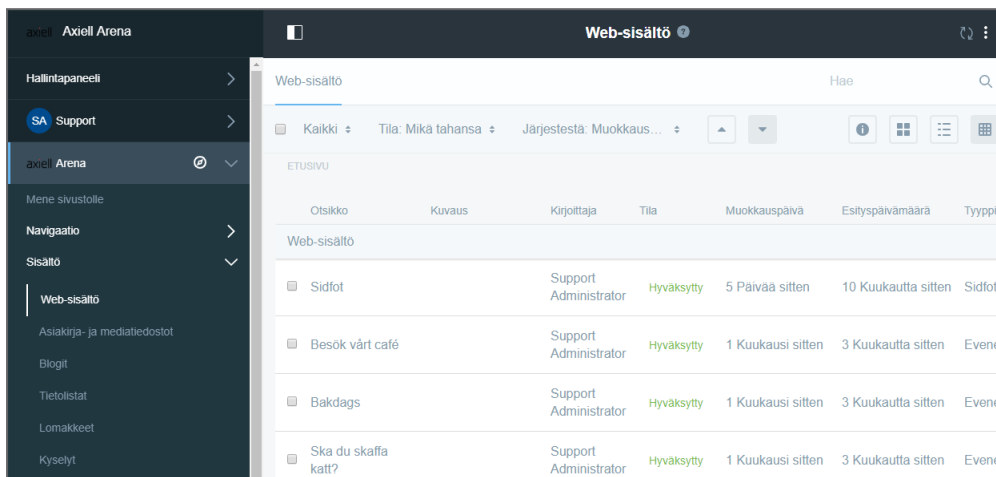 axiell Axiell Arena
Web-sisältö
Hallintapaneeli
SA Support
axiell Arena
Mene sivustolle
Navigaatio
Sisältö
Web-sisältö
Asiakirja- ja mediatiedostot
Blogit
Tietolistat
Lomakkeet
Kyselyt
Web-sisältö
Hae
Kaikki
Tila: Mikä tahansa
Järjestestä: Muokkaus...
ETUSIVU
Otsikko Kuvaus Kirjoittaja Tila Muokkauspäivä Esityspäivämäärä Tyyppi
Web-sisältö
Sidfot Support Administrator Hyväksytty 5 Päivää sitten 10 Kuukautta sitten Sidfot
Besök vårt café Support Administrator Hyväksytty 1 Kuukausi sitten 3 Kuukautta sitten Evene
Bakdags Support Administrator Hyväksytty 1 Kuukausi sitten 3 Kuukautta sitten Evene
Ska du skaffa katt? Support Administrator Hyväksytty 1 Kuukausi sitten 3 Kuukautta sitten Evene